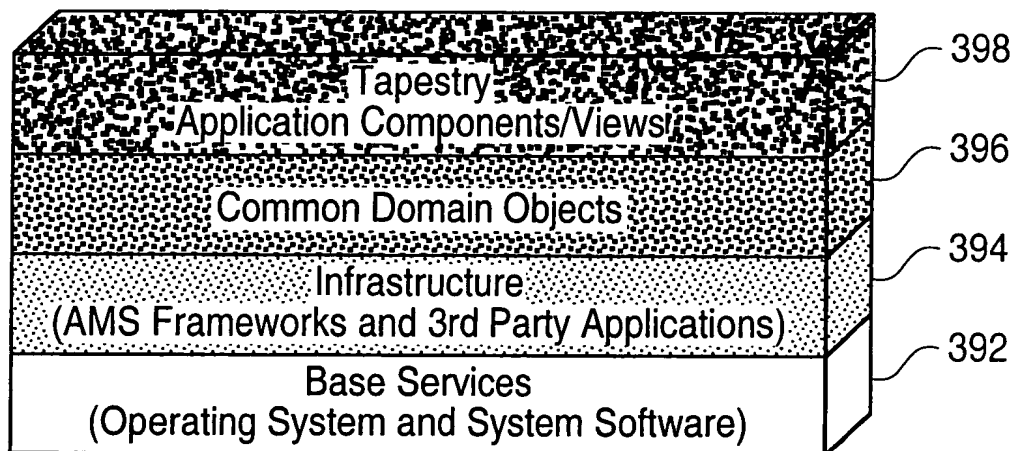 Tapestry
Application Components/Views
398
Common Domain Objects
396
Infrastructure
(AMS Frameworks and 3rd Party Applications)
394
Base Services
(Operating System and System Software)
392